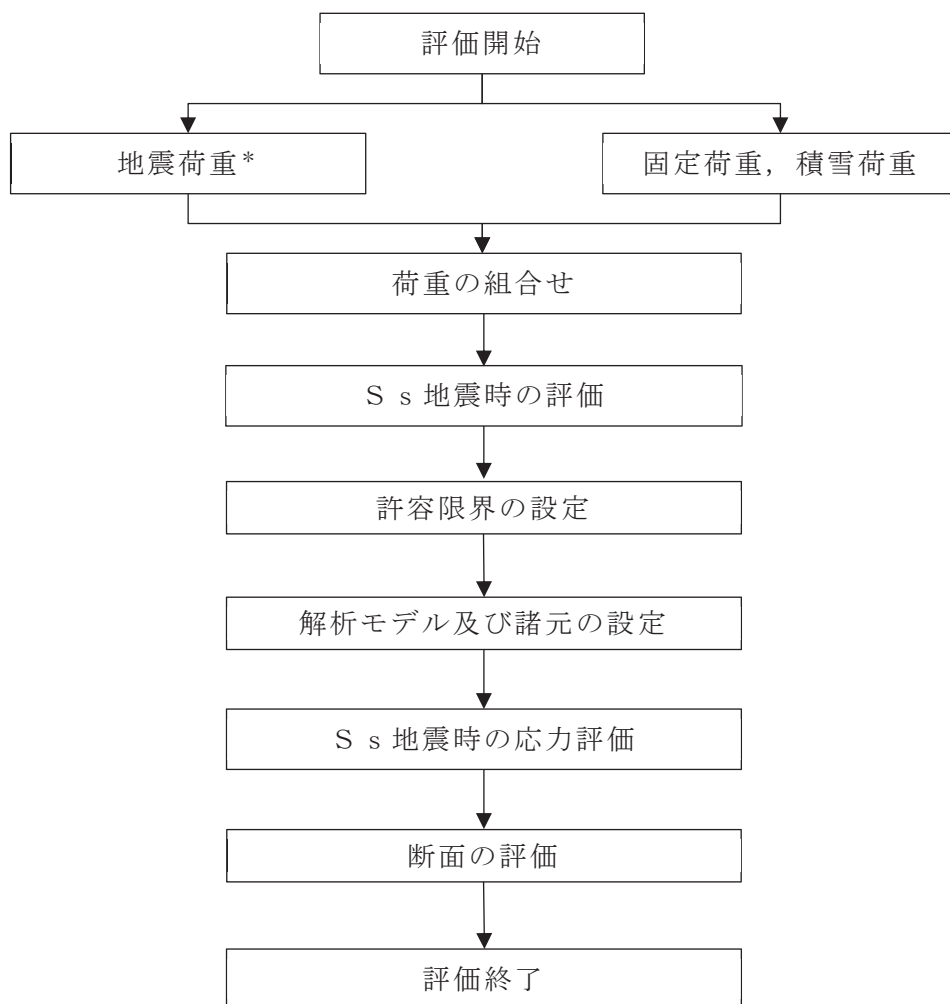 評価開始
地震荷重*
固定荷重，積雪荷重
荷重の組合せ
Ｓｓ地震時の評価
許容限界の設定
解析モデル及び諸元の設定
Ｓｓ地震時の応力評価
断面の評価
評価終了